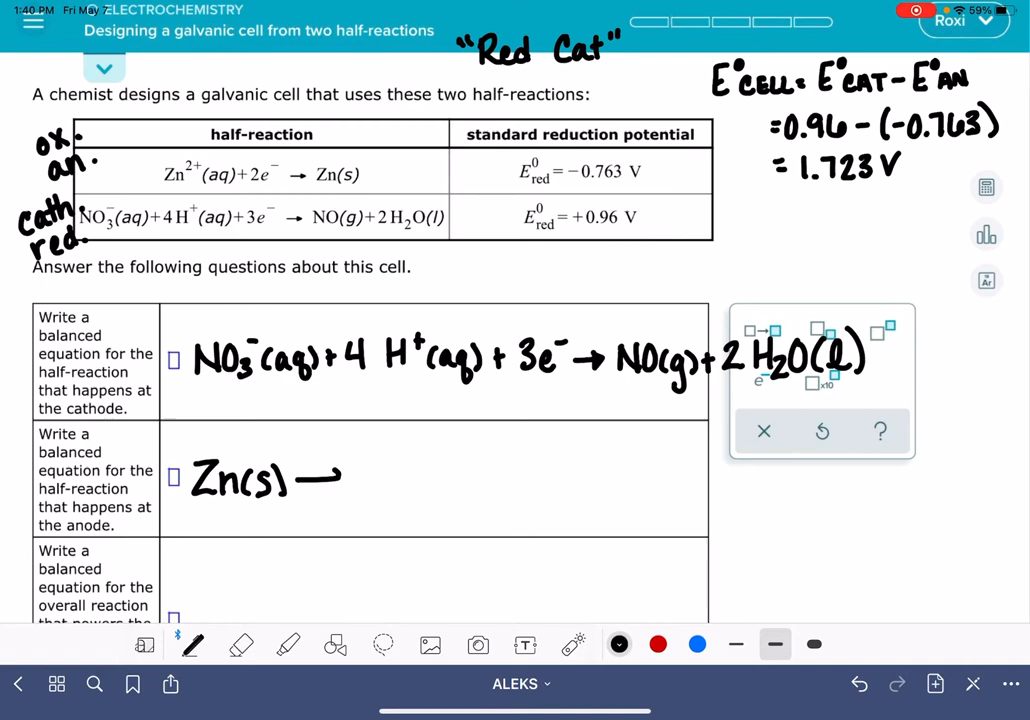 1:40 PM Fri May 7
ELECTROCHEMISTRY
59%
Designing a galvanic cell from two half-reactions
Roxi
"Red Cat"
A chemist designs a galvanic cell that uses these two half-reactions:
E°CELL = E°CAT − E°AN
= 0.96 − (−0.763)
= 1.723 V
ox.
an.
cath.
red.
half-reaction standard reduction potential
Zn²⁺(aq)+2e⁻ → Zn(s) E⁰red = −0.763 V
NO₃⁻(aq)+4H⁺(aq)+3e⁻ → NO(g)+2H₂O(l) E⁰red = +0.96 V
Answer the following questions about this cell.
Ar
Write a
balanced
equation for the
half-reaction
that happens at
the cathode.
NO₃⁻(aq)+4 H⁺(aq)+3e⁻ → NO(g)+2 H₂O(l)
e⁻
x10
?
Write a
balanced
equation for the
half-reaction
that happens at
the anode.
Zn(s) →
Write a
balanced
equation for the
overall reaction
that powers the
T
ALEKS